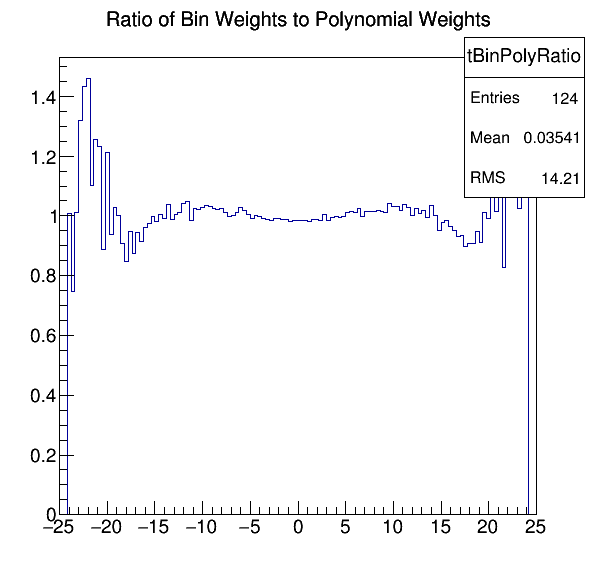 Ratio of Bin Weights to Polynomial Weights
tBinPolyRatio
Entries 124
Mean 0.03541
RMS 14.21
1.4
1.2
1
0.8
0.6
0.4
0.2
0
−25 −20 −15 −10 −5 0 5 10 15 20 25